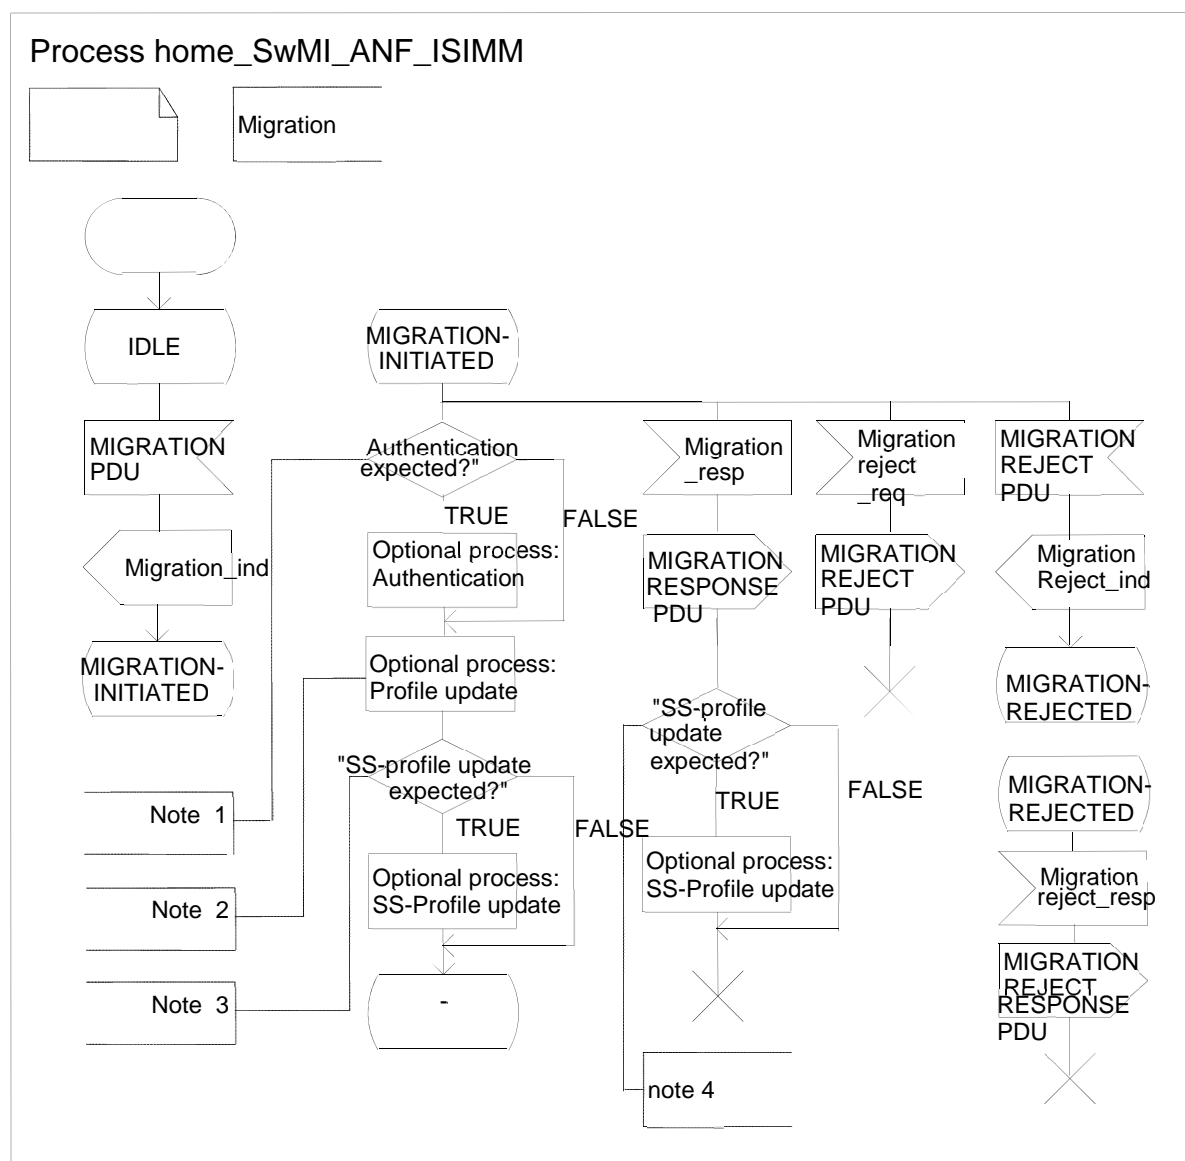 Process home_SwMI_ANF_ISIMM
Migration
IDLE
MIGRATION
PDU
Migration_ind
MIGRATION-
INITIATED
Note 1
Note 2
Note 3
MIGRATION-
INITIATED
Authentication
expected?"
TRUE
FALSE
Optional process:
Authentication
Optional process:
Profile update
"SS-profile update
expected?"
TRUE
FALSE
Optional process:
SS-Profile update
-
Migration
_resp
MIGRATION
RESPONSE
PDU
"SS-profile
update
expected?"
TRUE
FALSE
Optional process:
SS-Profile update
note 4
Migration
reject
_req
MIGRATION
REJECT
PDU
MIGRATION
REJECT
PDU
Migration
Reject_ind
MIGRATION-
REJECTED
MIGRATION-
REJECTED
Migration
reject_resp
MIGRATION
REJECT
RESPONSE
PDU